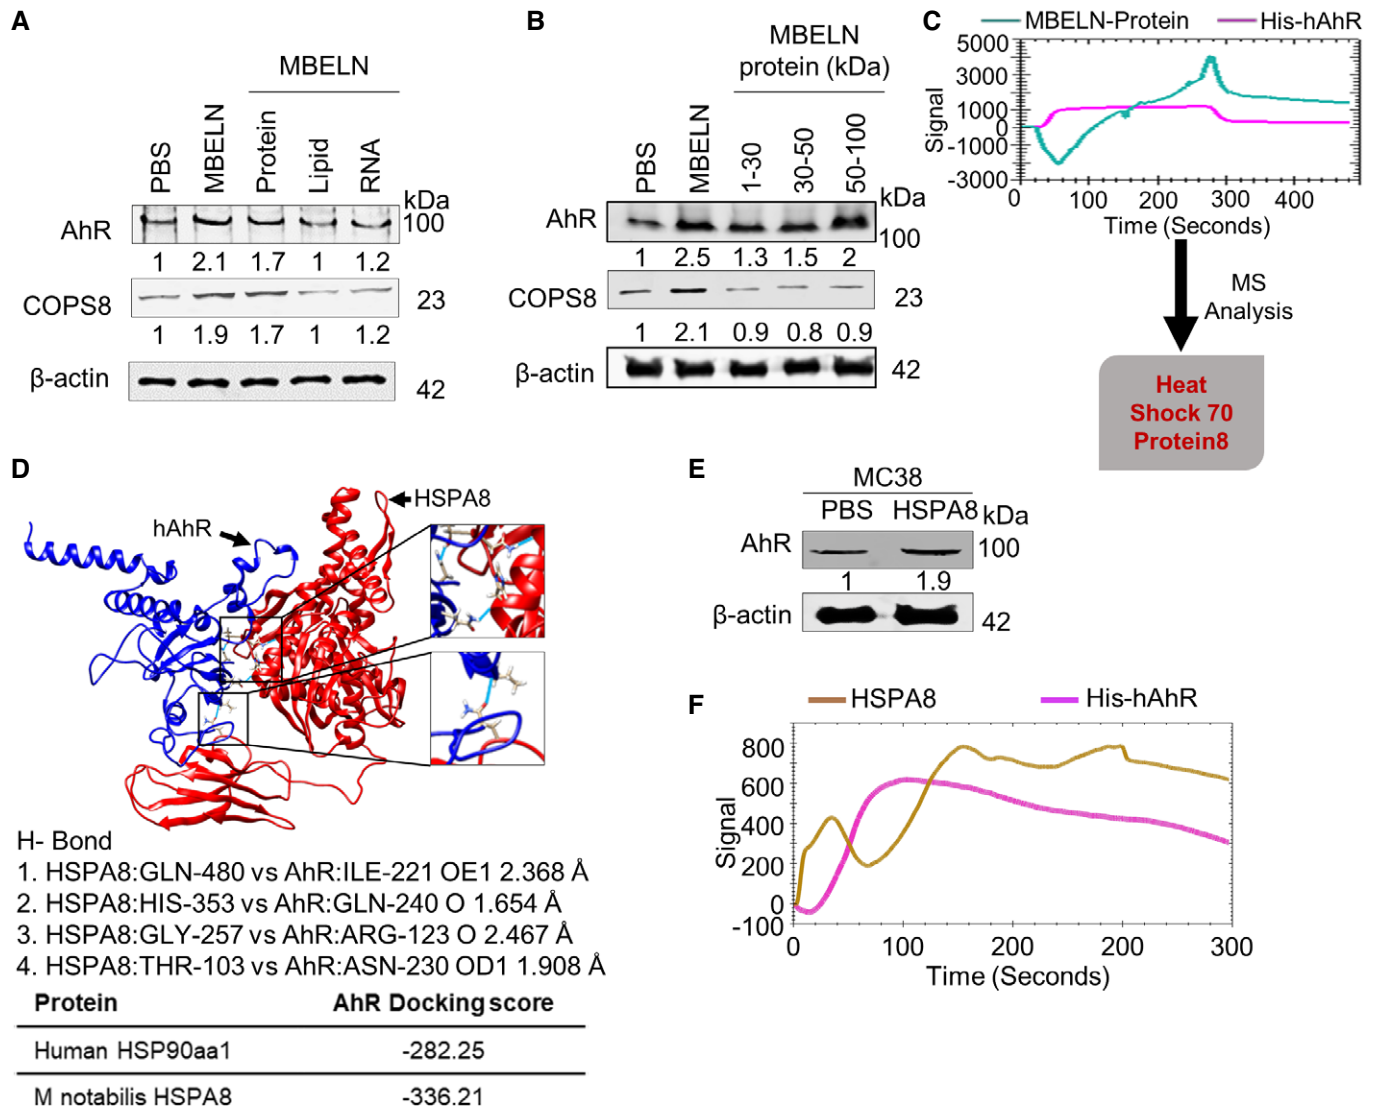 A
MBELN
PBS
MBELN
Protein
Lipid
RNA
kDa
AhR
100
1 2.1 1.7 1 1.2
COPS8
23
1 1.9 1.7 1 1.2
β-actin
42
B
MBELN
protein (kDa)
PBS
MBELN
1-30
30-50
50-100
kDa
AhR
100
1 2.5 1.3 1.5 2
COPS8
23
1 2.1 0.9 0.8 0.9
β-actin
42
C
MBELN-Protein His-hAhR
5000
3000
1000
0
-1000
-3000
Signal
0 100 200 300 400
Time (Seconds)
MS
Analysis
Heat
Shock 70
Protein8
D
HSPA8
hAhR
H- Bond
1. HSPA8:GLN-480 vs AhR:ILE-221 OE1 2.368 Å
2. HSPA8:HIS-353 vs AhR:GLN-240 O 1.654 Å
3. HSPA8:GLY-257 vs AhR:ARG-123 O 2.467 Å
4. HSPA8:THR-103 vs AhR:ASN-230 OD1 1.908 Å
Protein AhR Docking score
Human HSP90aa1 -282.25
M notabilis HSPA8 -336.21
E
MC38
PBS HSPA8 kDa
AhR
100
1 1.9
β-actin
42
F
HSPA8 His-hAhR
800
600
400
200
0
-100
Signal
0 100 200 300
Time (Seconds)